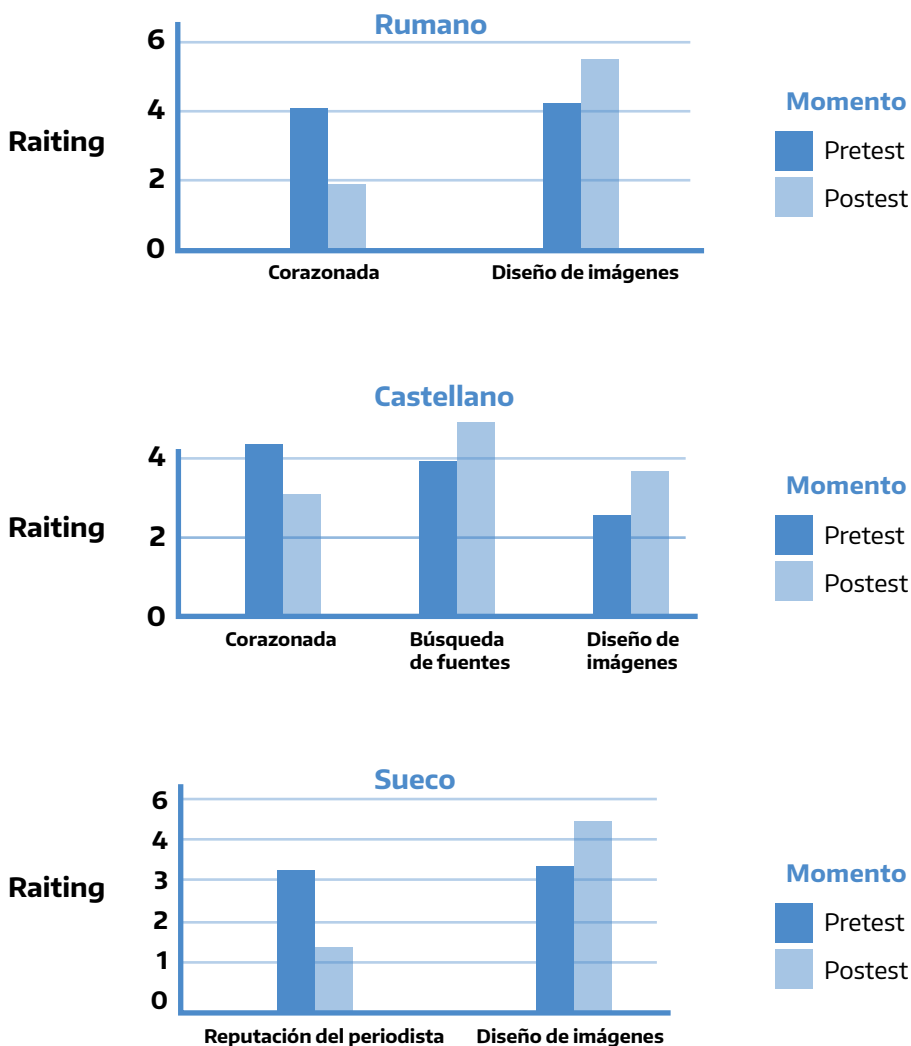 Rumano
6
4
2
0
Raiting
Corazonada
Diseño de imágenes
Momento
Pretest
Postest
Castellano
4
2
0
Raiting
Corazonada
Búsqueda
de fuentes
Diseño de
imágenes
Momento
Pretest
Postest
Sueco
6
4
3
2
1
0
Raiting
Reputación del periodista
Diseño de imágenes
Momento
Pretest
Postest